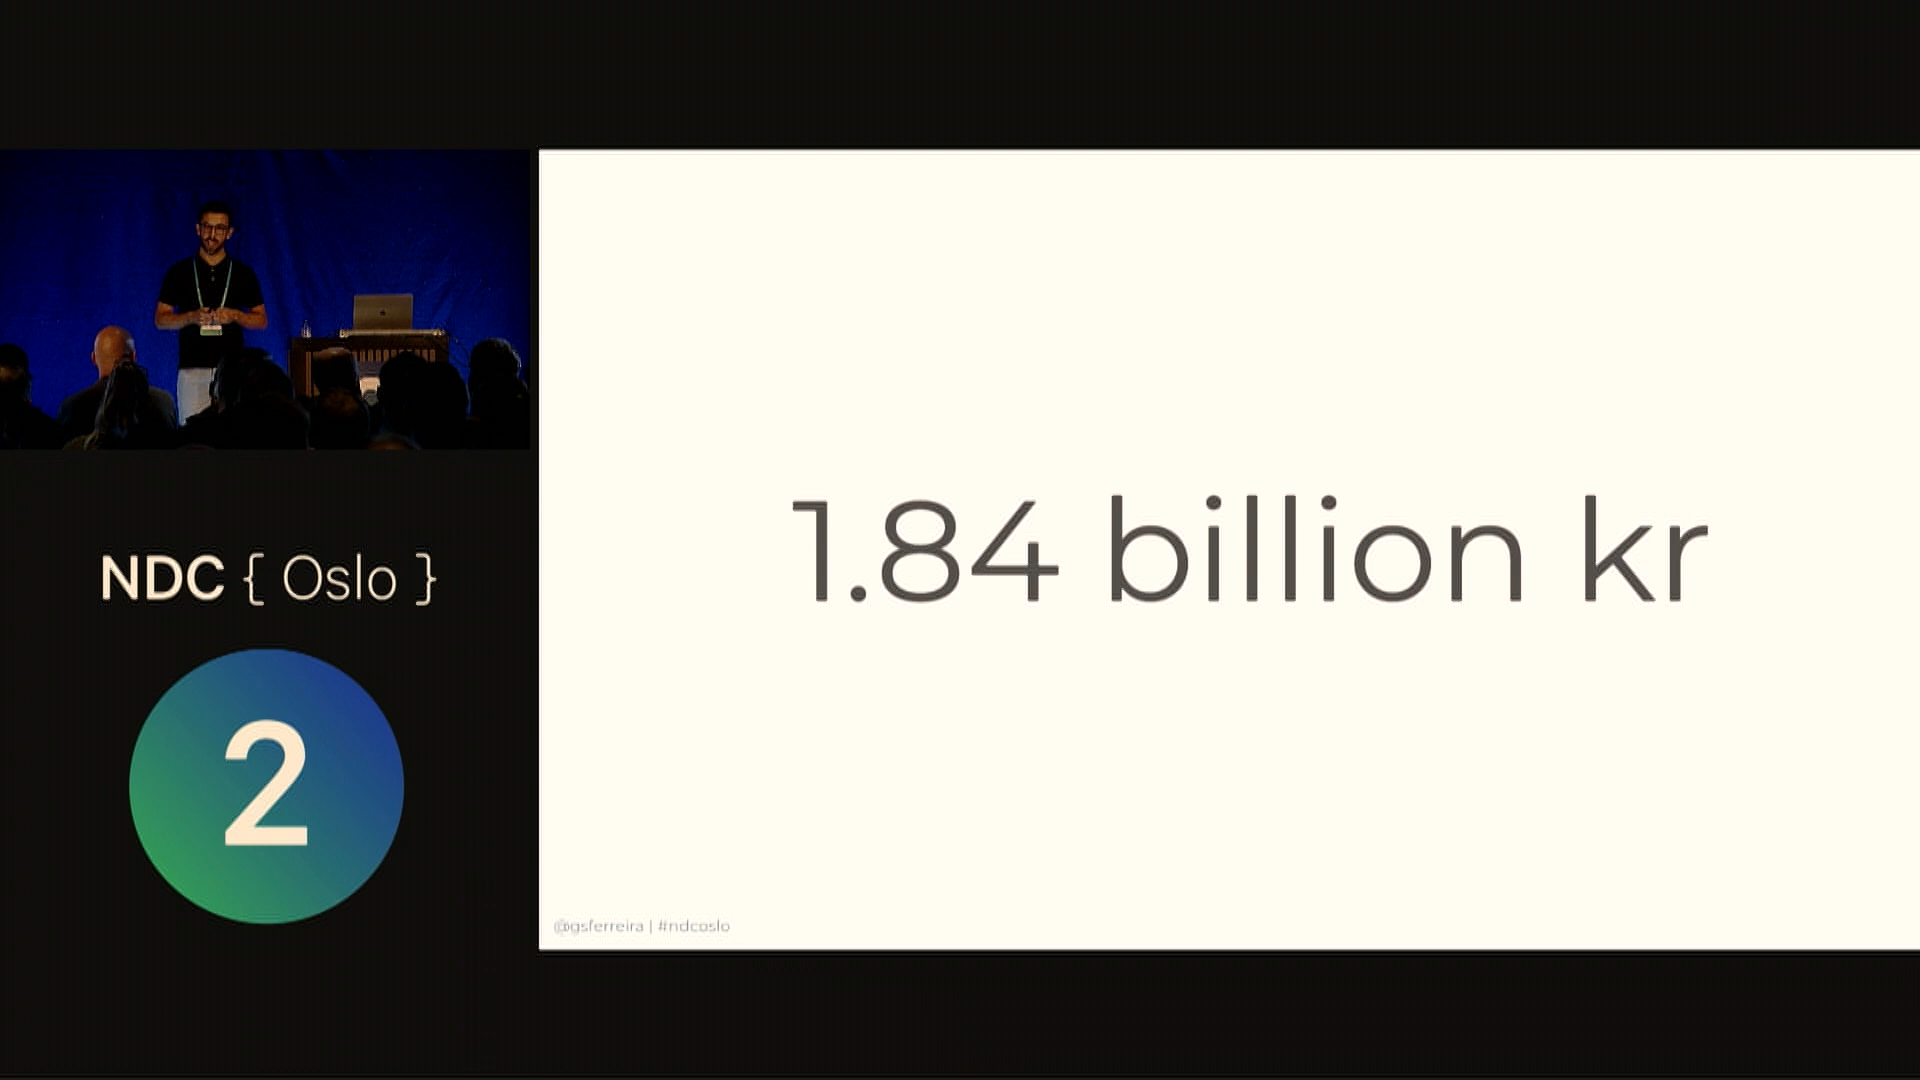 NDC { Oslo }
2
1.84 billion kr
@gsferreira | #ndcoslo